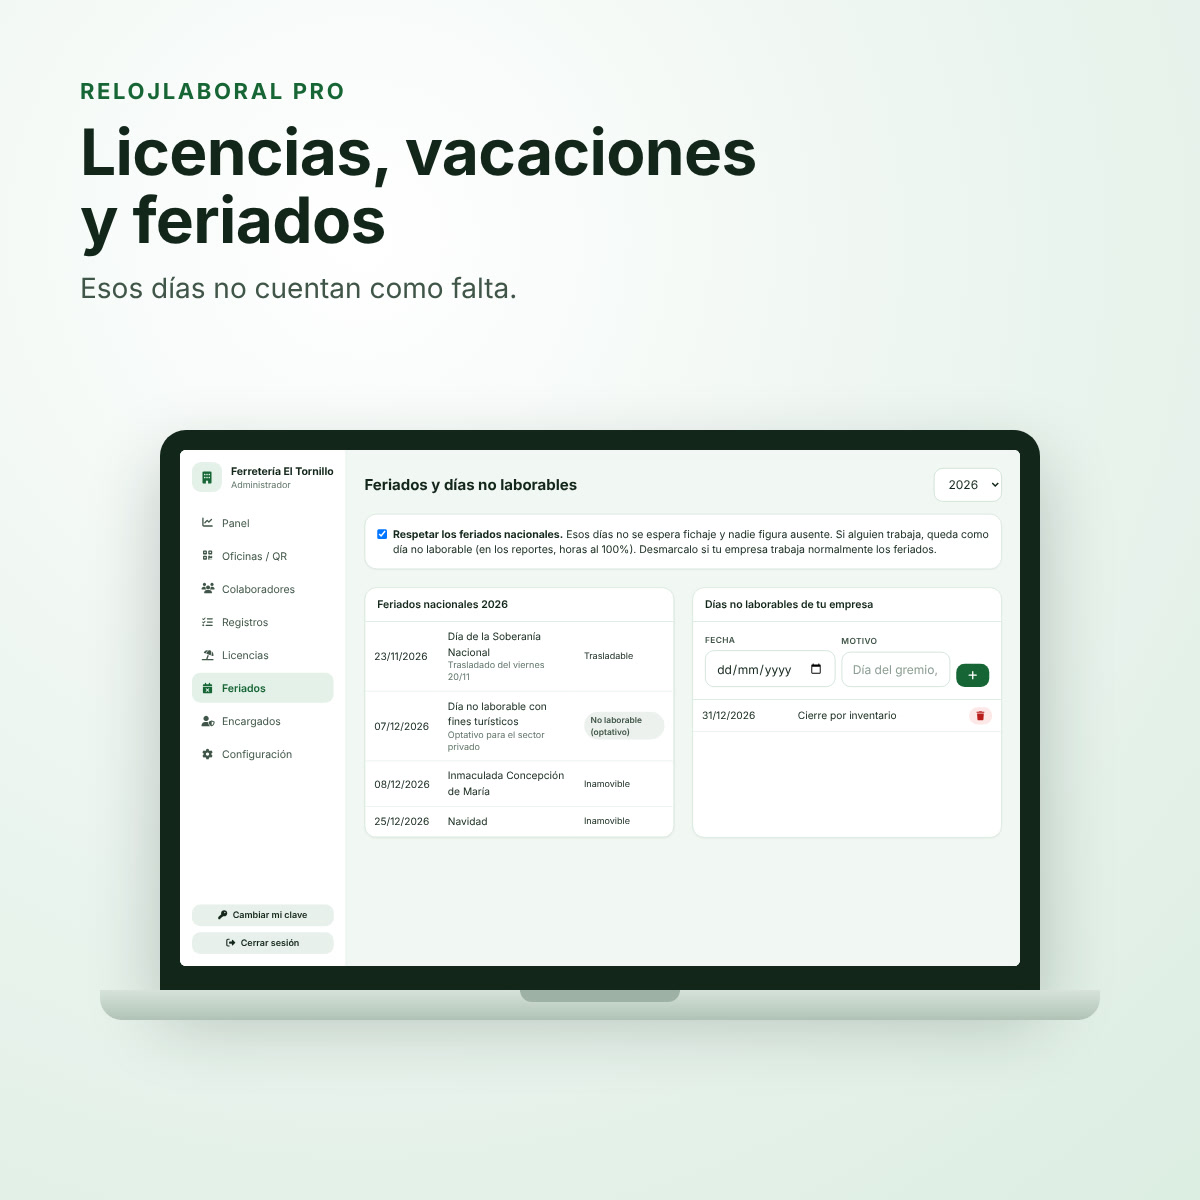 RELOJLABORAL PRO
Licencias, vacaciones
y feriados
Esos días no cuentan como falta.
Ferretería El Tornillo
Administrador
Panel
Oficinas / QR
Colaboradores
Registros
Licencias
Feriados
Encargados
Configuración
Cambiar mi clave
Cerrar sesión
Feriados y días no laborables
2026
Respetar los feriados nacionales. Esos días no se espera fichaje y nadie figura ausente. Si alguien trabaja, queda como
día no laborable (en los reportes, horas al 100%). Desmarcalo si tu empresa trabaja normalmente los feriados.
Feriados nacionales 2026
23/11/2026
Día de la Soberanía
Nacional
Trasladado del viernes
20/11
Trasladable
07/12/2026
Día no laborable con
fines turísticos
Optativo para el sector
privado
No laborable
(optativo)
08/12/2026
Inmaculada Concepción
de María
Inamovible
25/12/2026
Navidad
Inamovible
Días no laborables de tu empresa
FECHA
dd/mm/yyyy
MOTIVO
Día del gremio,
+
31/12/2026
Cierre por inventario